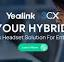 Yealink CX
YOUR HYBRID
Headset Solution For En